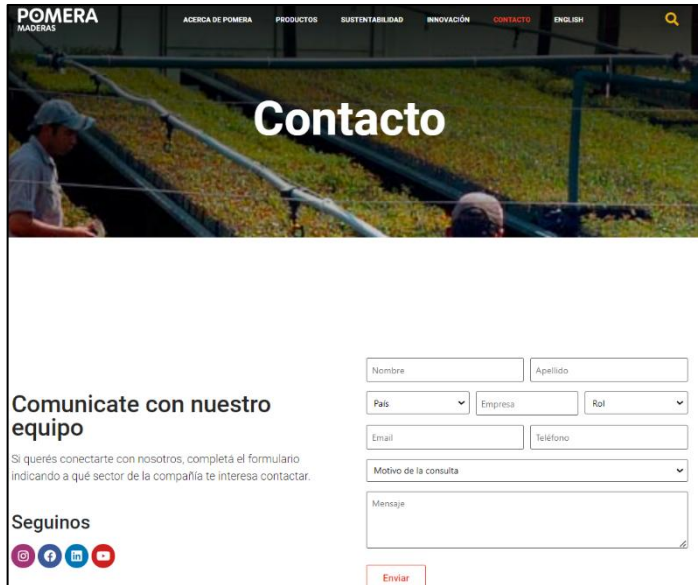 POMERA
MADERAS
ACERCA DE POMERA PRODUCTOS SUSTENTABILIDAD INNOVACIÓN CONTACTO ENGLISH
Contacto
Comunicate con nuestro
equipo
Si querés conectarte con nosotros, completá el formulario
indicando a qué sector de la compañía te interesa contactar.
Seguinos
Nombre Apellido
País Empresa Rol
Email Teléfono
Motivo de la consulta
Mensaje
Enviar